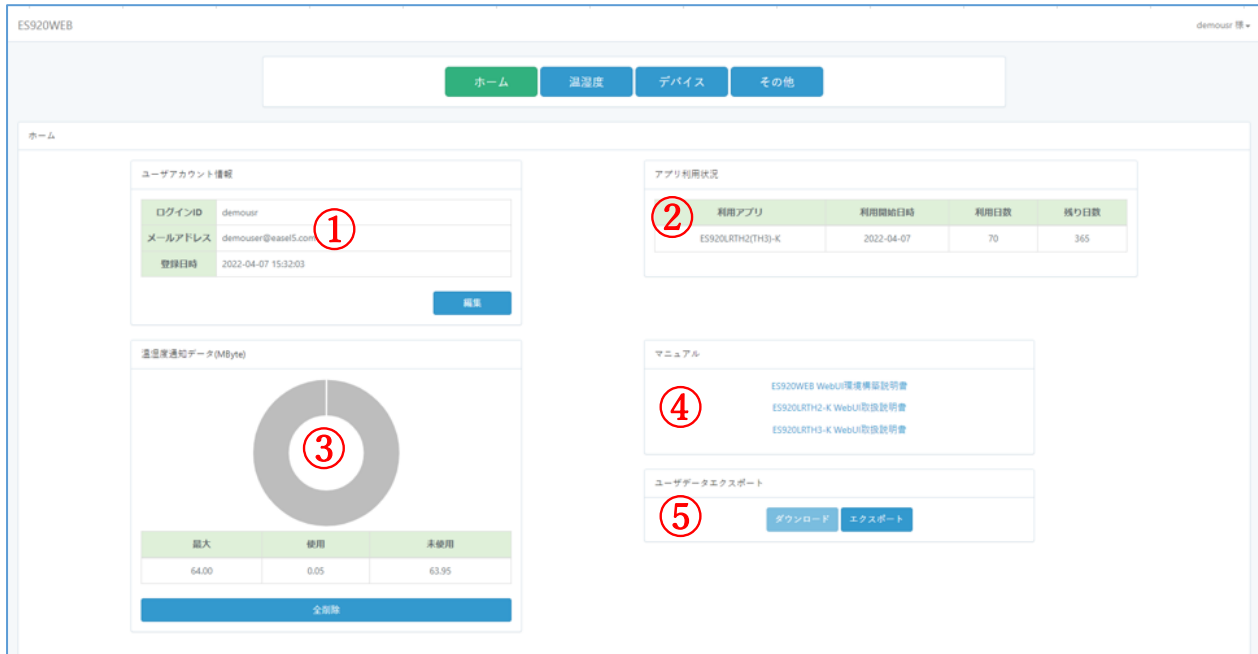 ES920WEB
demousr 様
ホーム 温湿度 デバイス その他
ホーム
ユーザアカウント情報
ログインID demousr
①
メールアドレス demouser@easel5.com
登録日時 2022-04-07 15:32:03
編集
アプリ利用状況
②
利用アプリ 利用開始日時 利用日数 残り日数
ES920LRTH2(TH3)-K 2022-04-07 70 365
温湿度通知データ(MByte)
③
最大 使用 未使用
64.00 0.05 63.95
全削除
マニュアル
④
ES920WEB WebUI環境構築説明書
ES920LRTH2-K WebUI取扱説明書
ES920LRTH3-K WebUI取扱説明書
ユーザデータエクスポート
⑤
ダウンロード エクスポート